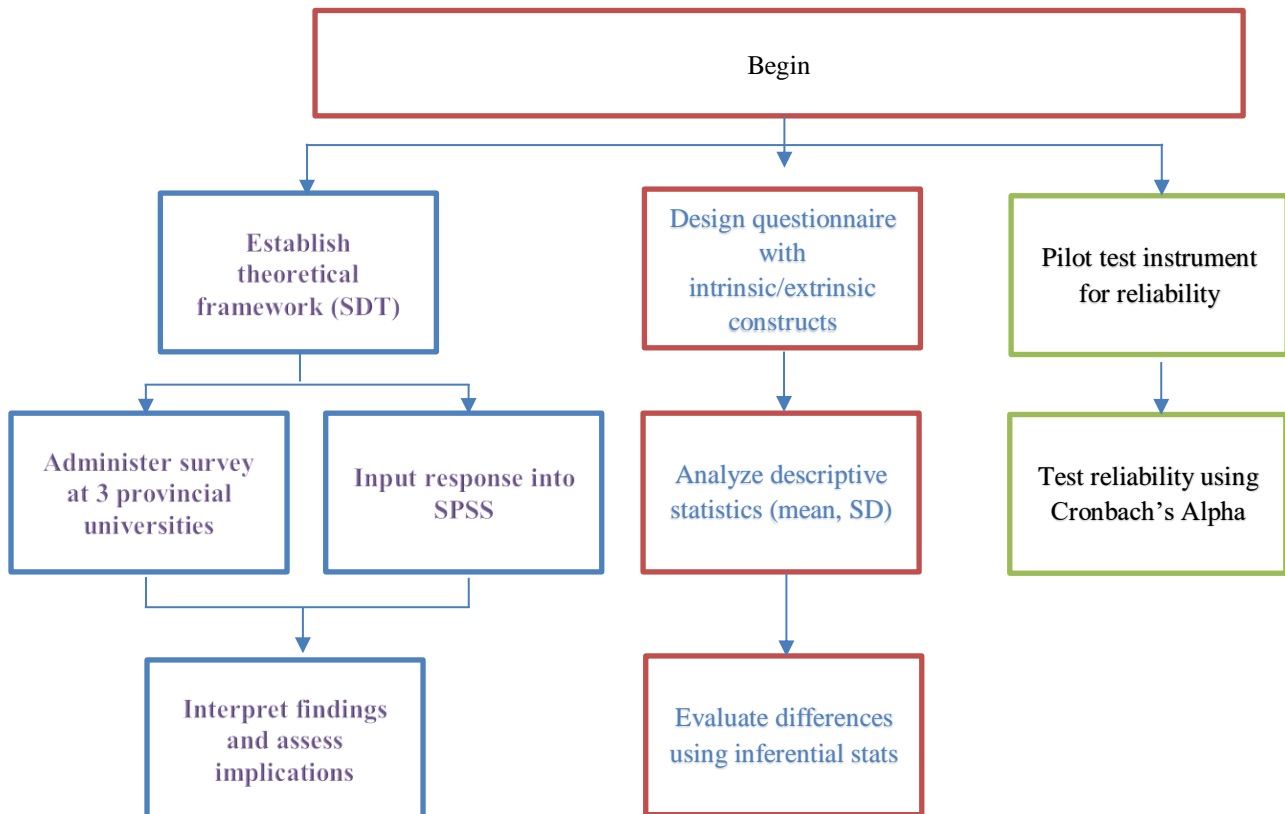 Begin
Establish
theoretical
framework (SDT)
Design questionnaire
with
intrinsic/extrinsic
constructs
Pilot test instrument
for reliability
Administer survey
at 3 provincial
universities
Input response into
SPSS
Analyze descriptive
statistics (mean, SD)
Test reliability using
Cronbach’s Alpha
Interpret findings
and assess
implications
Evaluate differences
using inferential stats